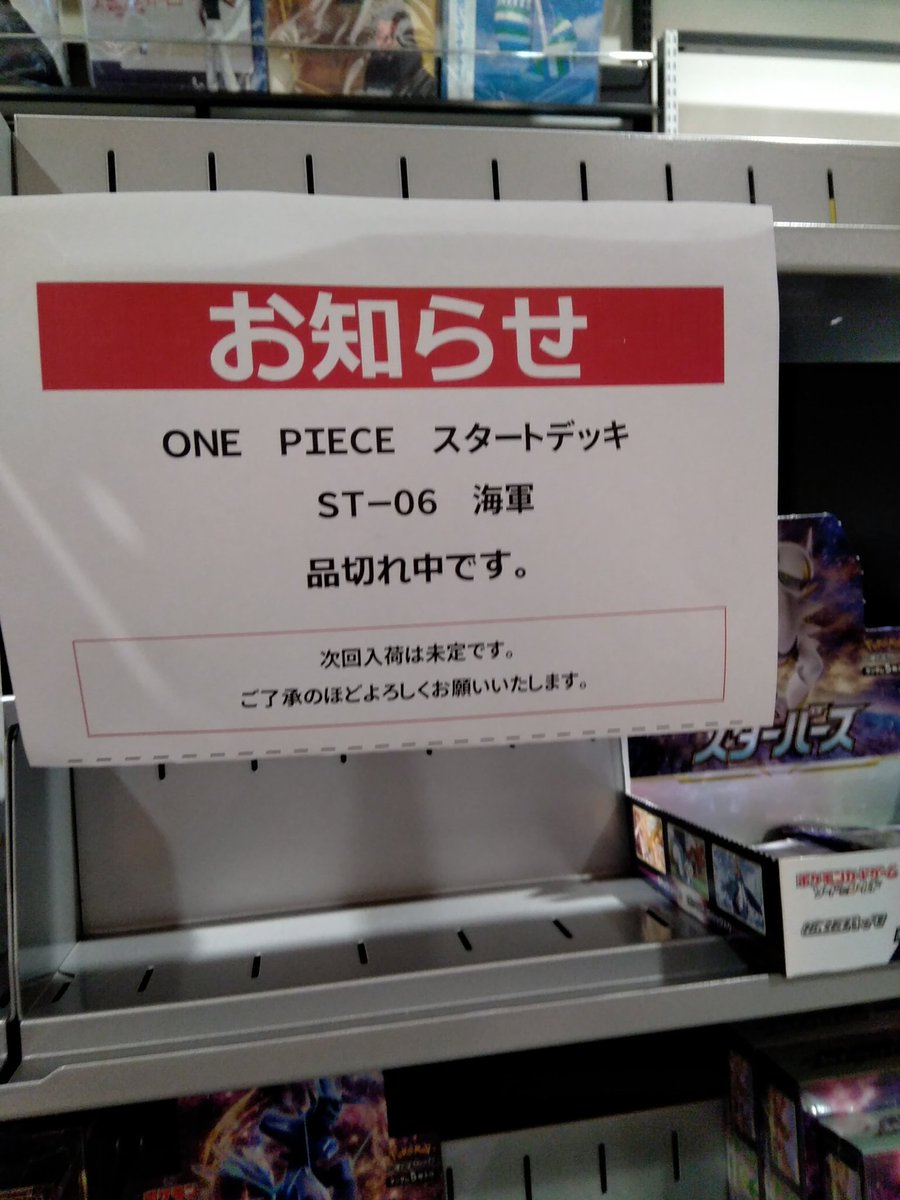 お知らせ
ONE PIECE スタートデッキ
ST－06 海軍
品切れ中です。
次回入荷は未定です。
ご了承のほどよろしくお願いいたします。
スターバース
ポケモンカードゲーム